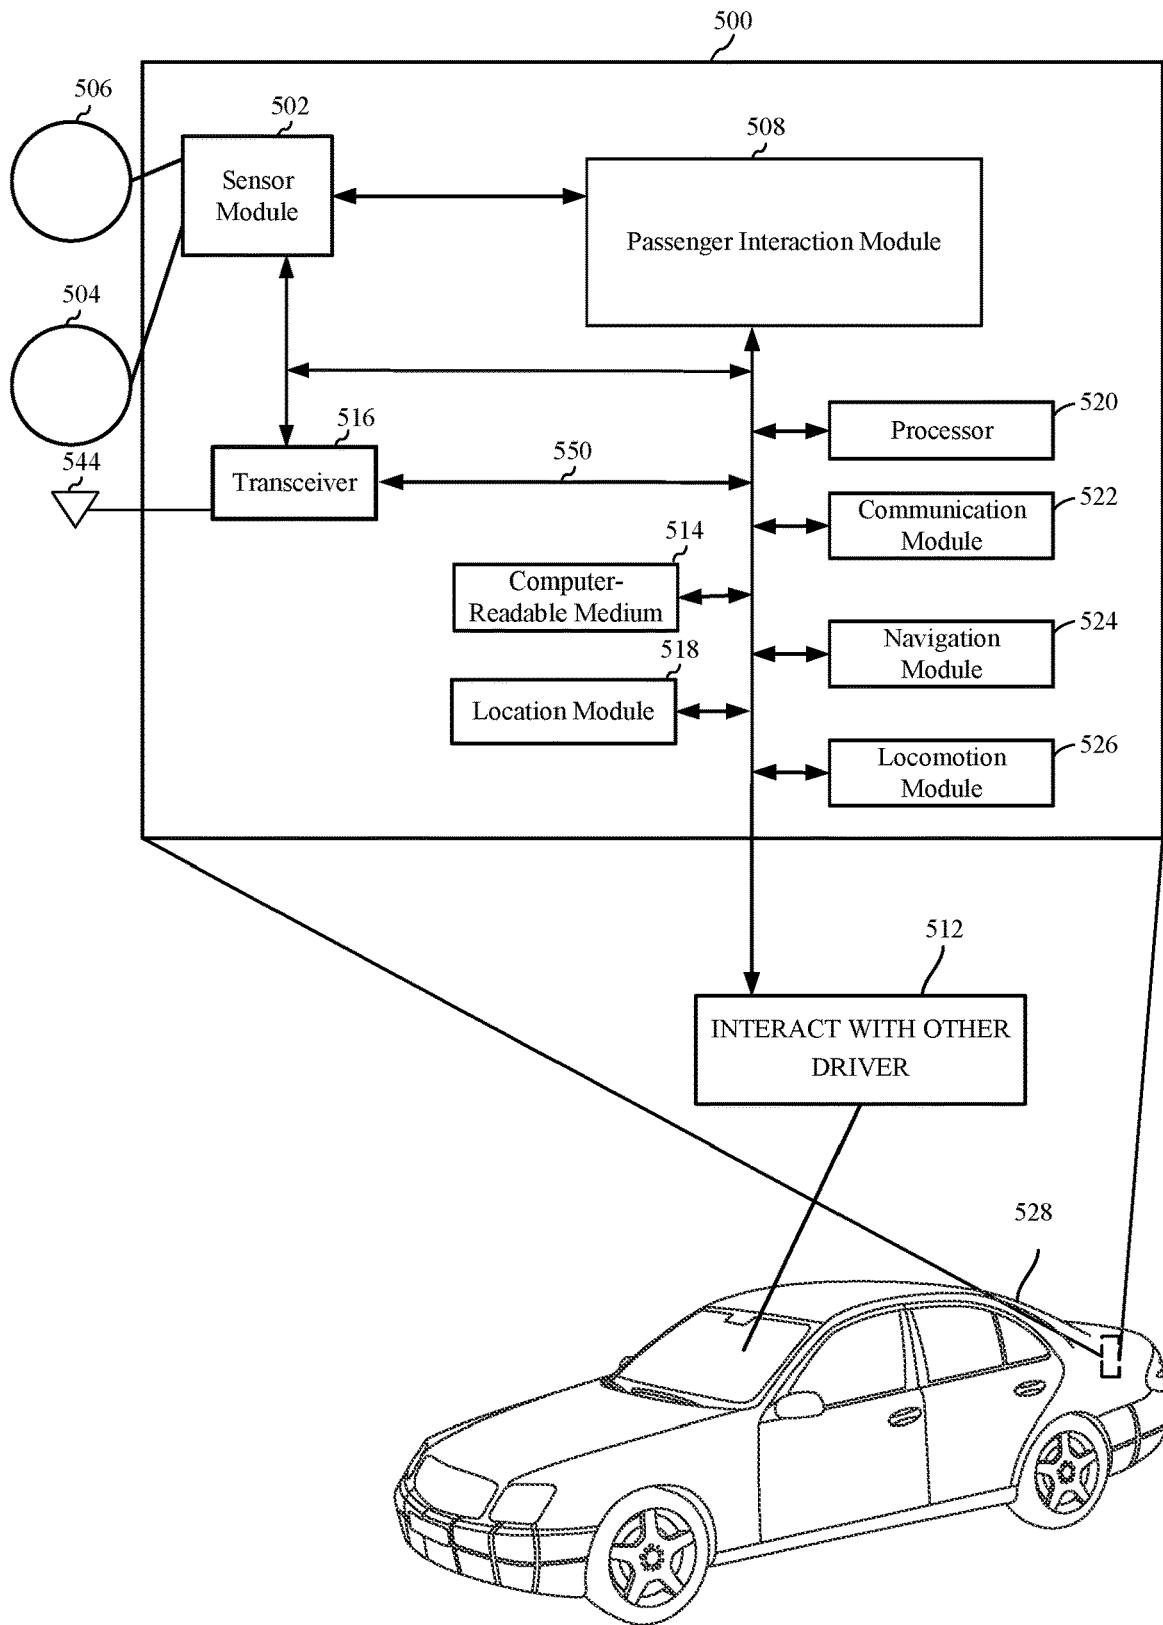 500
506
502
508
Sensor
Module
Passenger Interaction Module
504
516
520
Processor
544
Transceiver
550
522
Communication
Module
514
Computer-
Readable Medium
524
Navigation
Module
518
Location Module
526
Locomotion
Module
512
INTERACT WITH OTHER
DRIVER
528